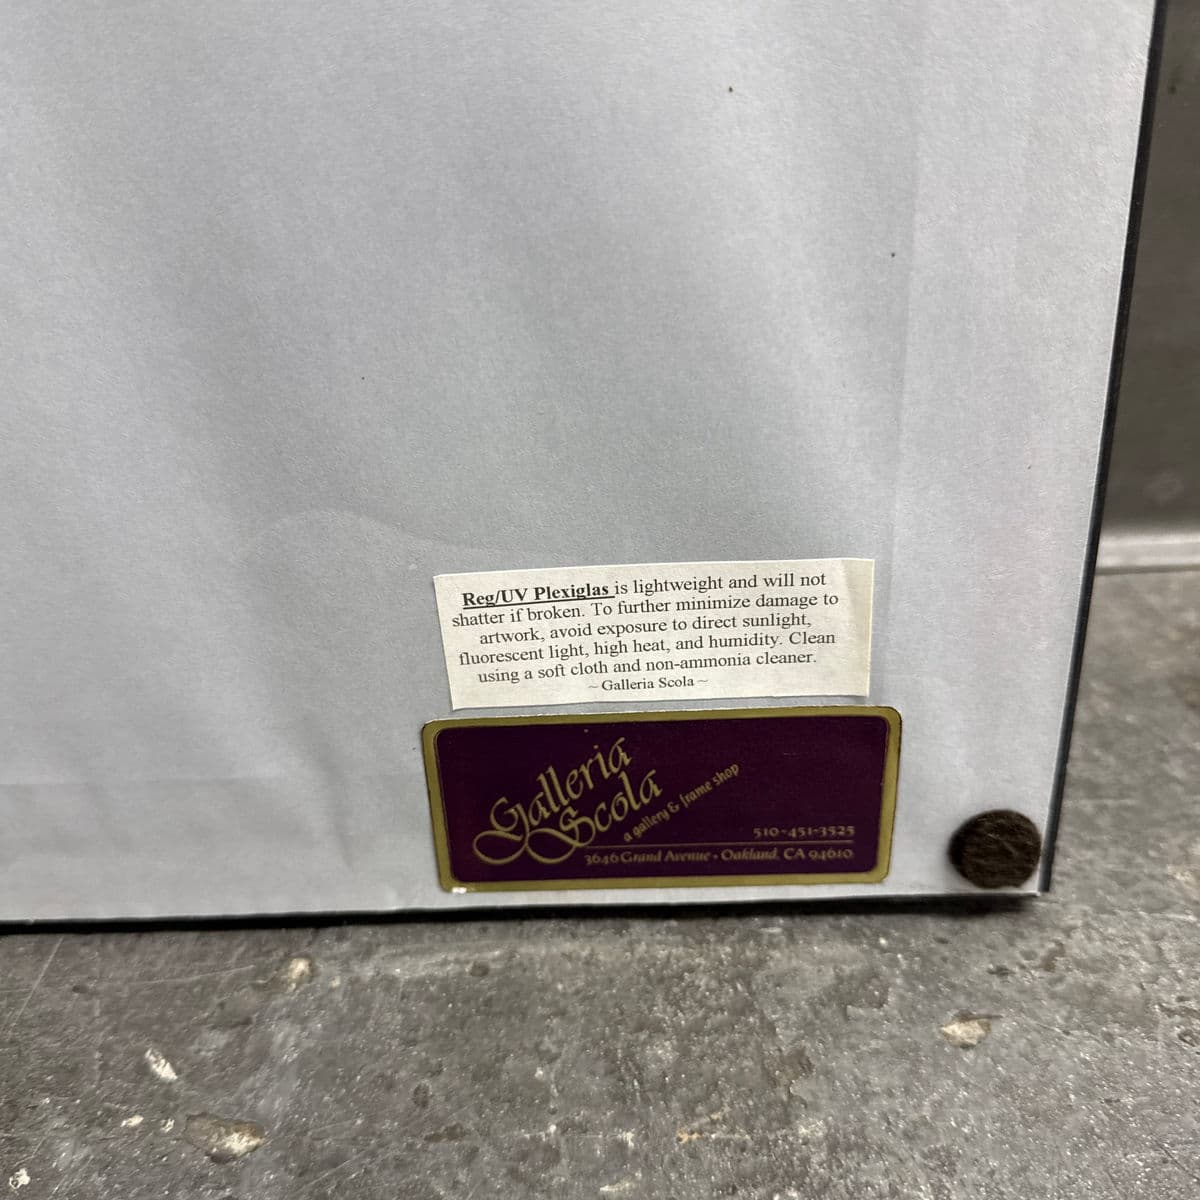 Reg/UV Plexiglas is lightweight and will not
shatter if broken. To further minimize damage to
artwork, avoid exposure to direct sunlight,
fluorescent light, high heat, and humidity. Clean
using a soft cloth and non-ammonia cleaner.
~ Galleria Scola ~
Galleria
Scola
a gallery & frame shop
510-451-3525
3646 Grand Avenue • Oakland, CA 94610